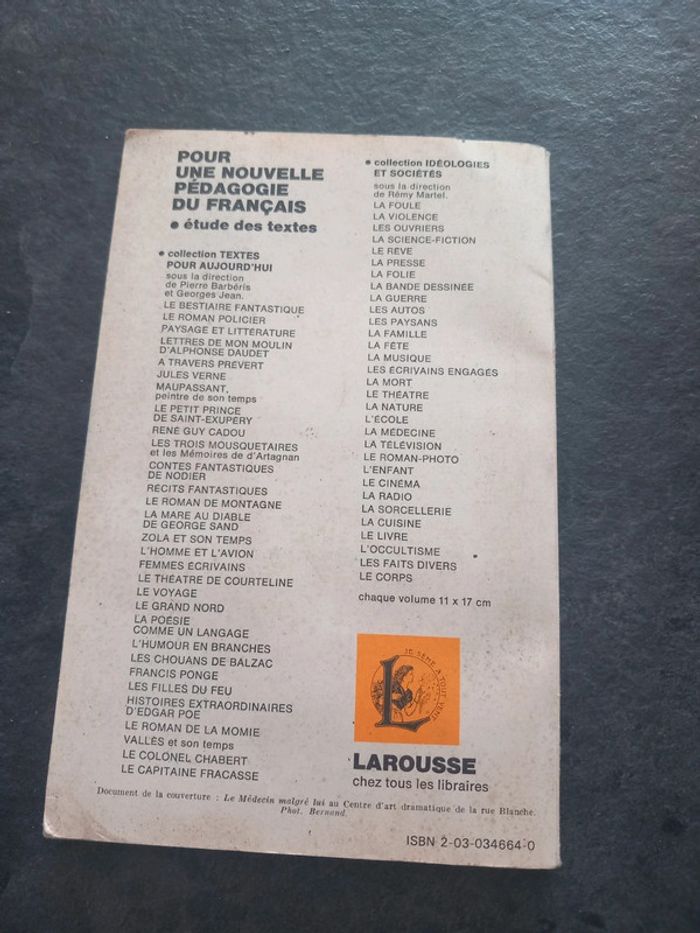 POUR
UNE NOUVELLE
PÉDAGOGIE
DU FRANÇAIS
● étude des textes
● collection TEXTES
POUR AUJOURD'HUI
sous la direction
de Pierre Barbéris
et Georges Jean.
LE BESTIAIRE FANTASTIQUE
LE ROMAN POLICIER
PAYSAGE ET LITTÉRATURE
LETTRES DE MON MOULIN
D'ALPHONSE DAUDET
A TRAVERS PRÉVERT
JULES VERNE
MAUPASSANT,
peintre de son temps
LE PETIT PRINCE
DE SAINT-EXUPÉRY
RENÉ GUY CADOU
LES TROIS MOUSQUETAIRES
et les Mémoires de d'Artagnan
CONTES FANTASTIQUES
DE NODIER
RÉCITS FANTASTIQUES
LE ROMAN DE MONTAGNE
LA MARE AU DIABLE
DE GEORGE SAND
ZOLA ET SON TEMPS
L'HOMME ET L'AVION
FEMMES ÉCRIVAINS
LE THÉATRE DE COURTELINE
LE VOYAGE
LE GRAND NORD
LA POÉSIE
COMME UN LANGAGE
L'HUMOUR EN BRANCHES
LES CHOUANS DE BALZAC
FRANCIS PONGE
LES FILLES DU FEU
HISTOIRES EXTRAORDINAIRES
D'EDGAR POE
LE ROMAN DE LA MOMIE
VALLÈS et son temps
LE COLONEL CHABERT
LE CAPITAINE FRACASSE
● collection IDÉOLOGIES
ET SOCIÉTÉS
sous la direction
de Rémy Martel.
LA FOULE
LA VIOLENCE
LES OUVRIERS
LA SCIENCE-FICTION
LE RÊVE
LA PRESSE
LA FOLIE
LA BANDE DESSINÉE
LA GUERRE
LES AUTOS
LES PAYSANS
LA FAMILLE
LA FÊTE
LA MUSIQUE
LES ÉCRIVAINS ENGAGÉS
LA MORT
LE THÉATRE
LA NATURE
L'ÉCOLE
LA MÉDECINE
LA TÉLÉVISION
LE ROMAN-PHOTO
L'ENFANT
LE CINÉMA
LA RADIO
LA SORCELLERIE
LA CUISINE
LE LIVRE
L'OCCULTISME
LES FAITS DIVERS
LE CORPS
chaque volume 11 x 17 cm
JE SÈME A TOUT VENT
L
LAROUSSE
chez tous les libraires
Document de la couverture : Le Médecin malgré lui au Centre d'art dramatique de la rue Blanche.
Phot. Bernand.
ISBN 2-03-034664-0